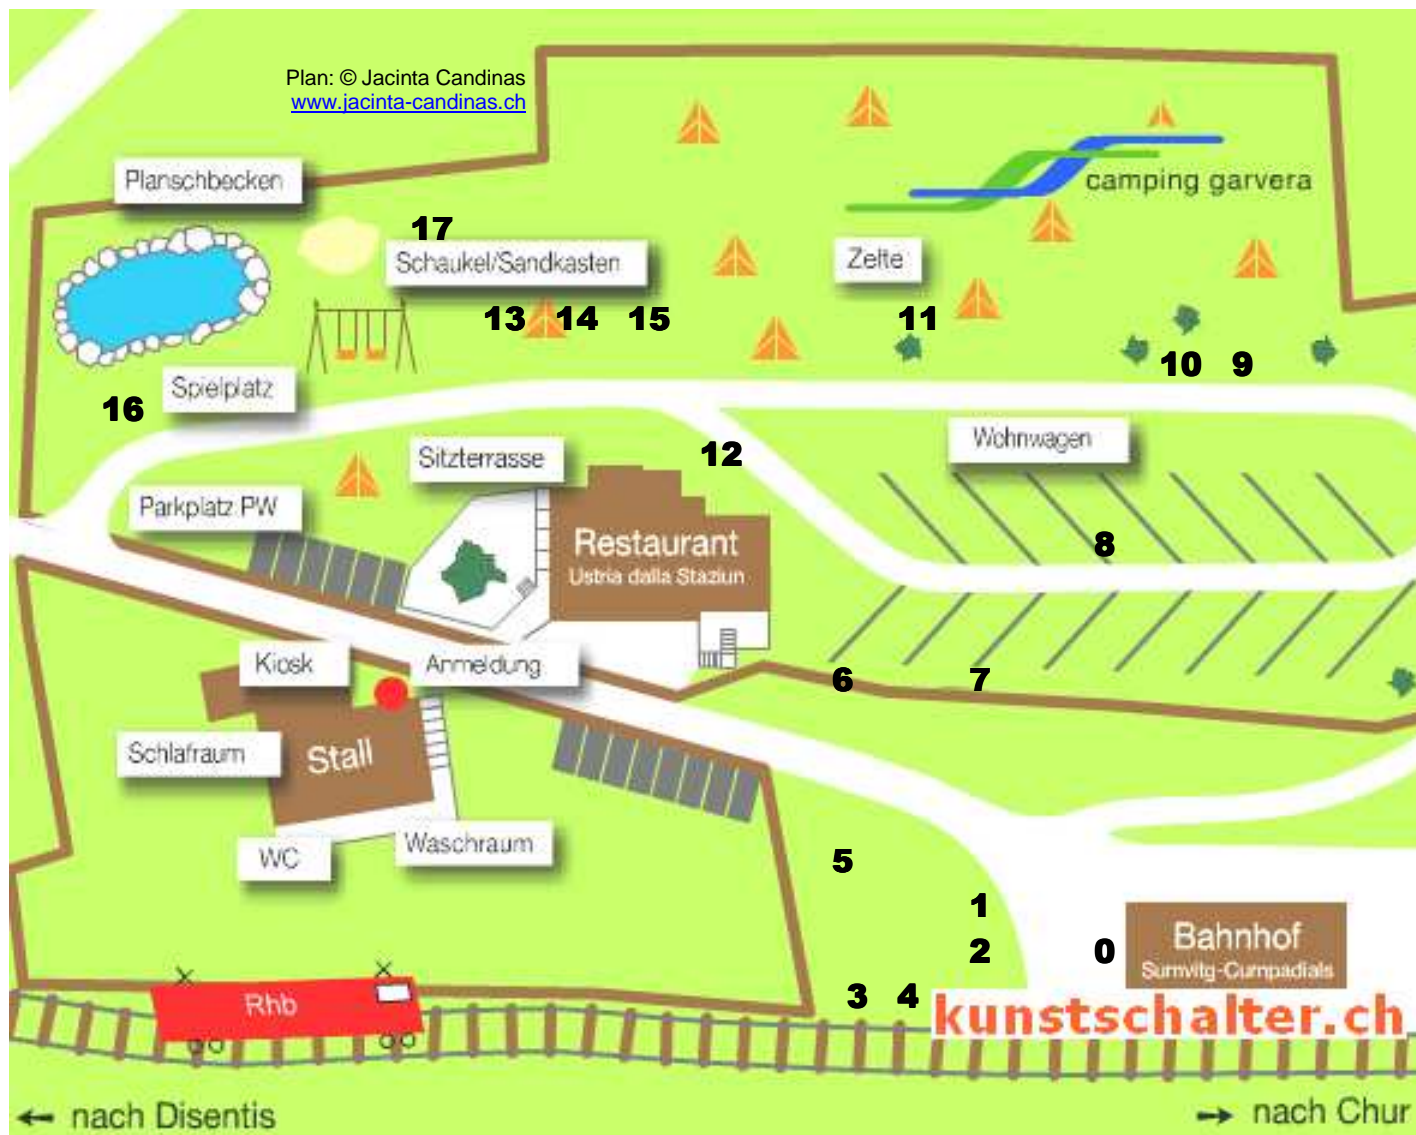 Plan: © Jacinta Candinas
www.jacinta-candinas.ch
Planschbecken
camping garvera
17
Schaukel/Sandkasten
Zelte
13 14 15
11
10 9
Spielplatz
16
Wohnwagen
Sitzterrasse
12
Parkplatz PW
Restaurant
Ustria dalla Staziun
8
Kiosk
Anmeldung
6
7
Schlafraum
Stall
WC
Waschraum
5
1
2
0
Bahnhof
Sumvitg-Cumpadials
3 4
kunstschalter.ch
Rhb
← nach Disentis
→ nach Chur